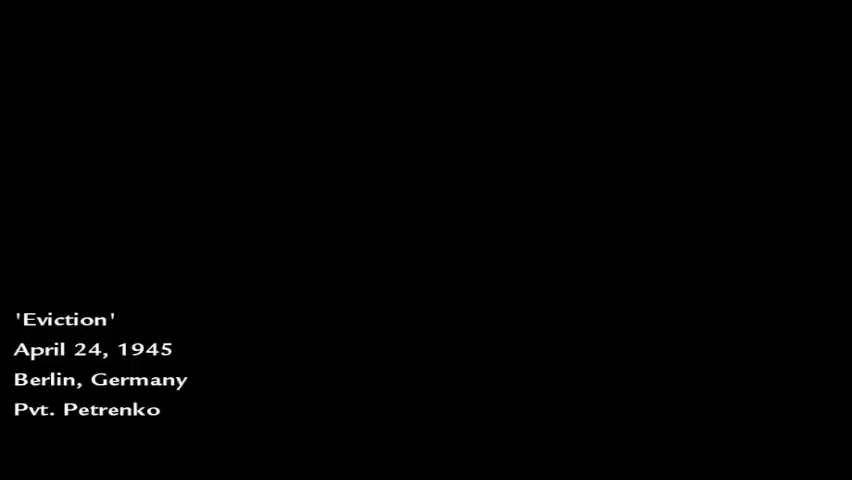 'Eviction'
April 24, 1945
Berlin, Germany
Pvt. Petrenko